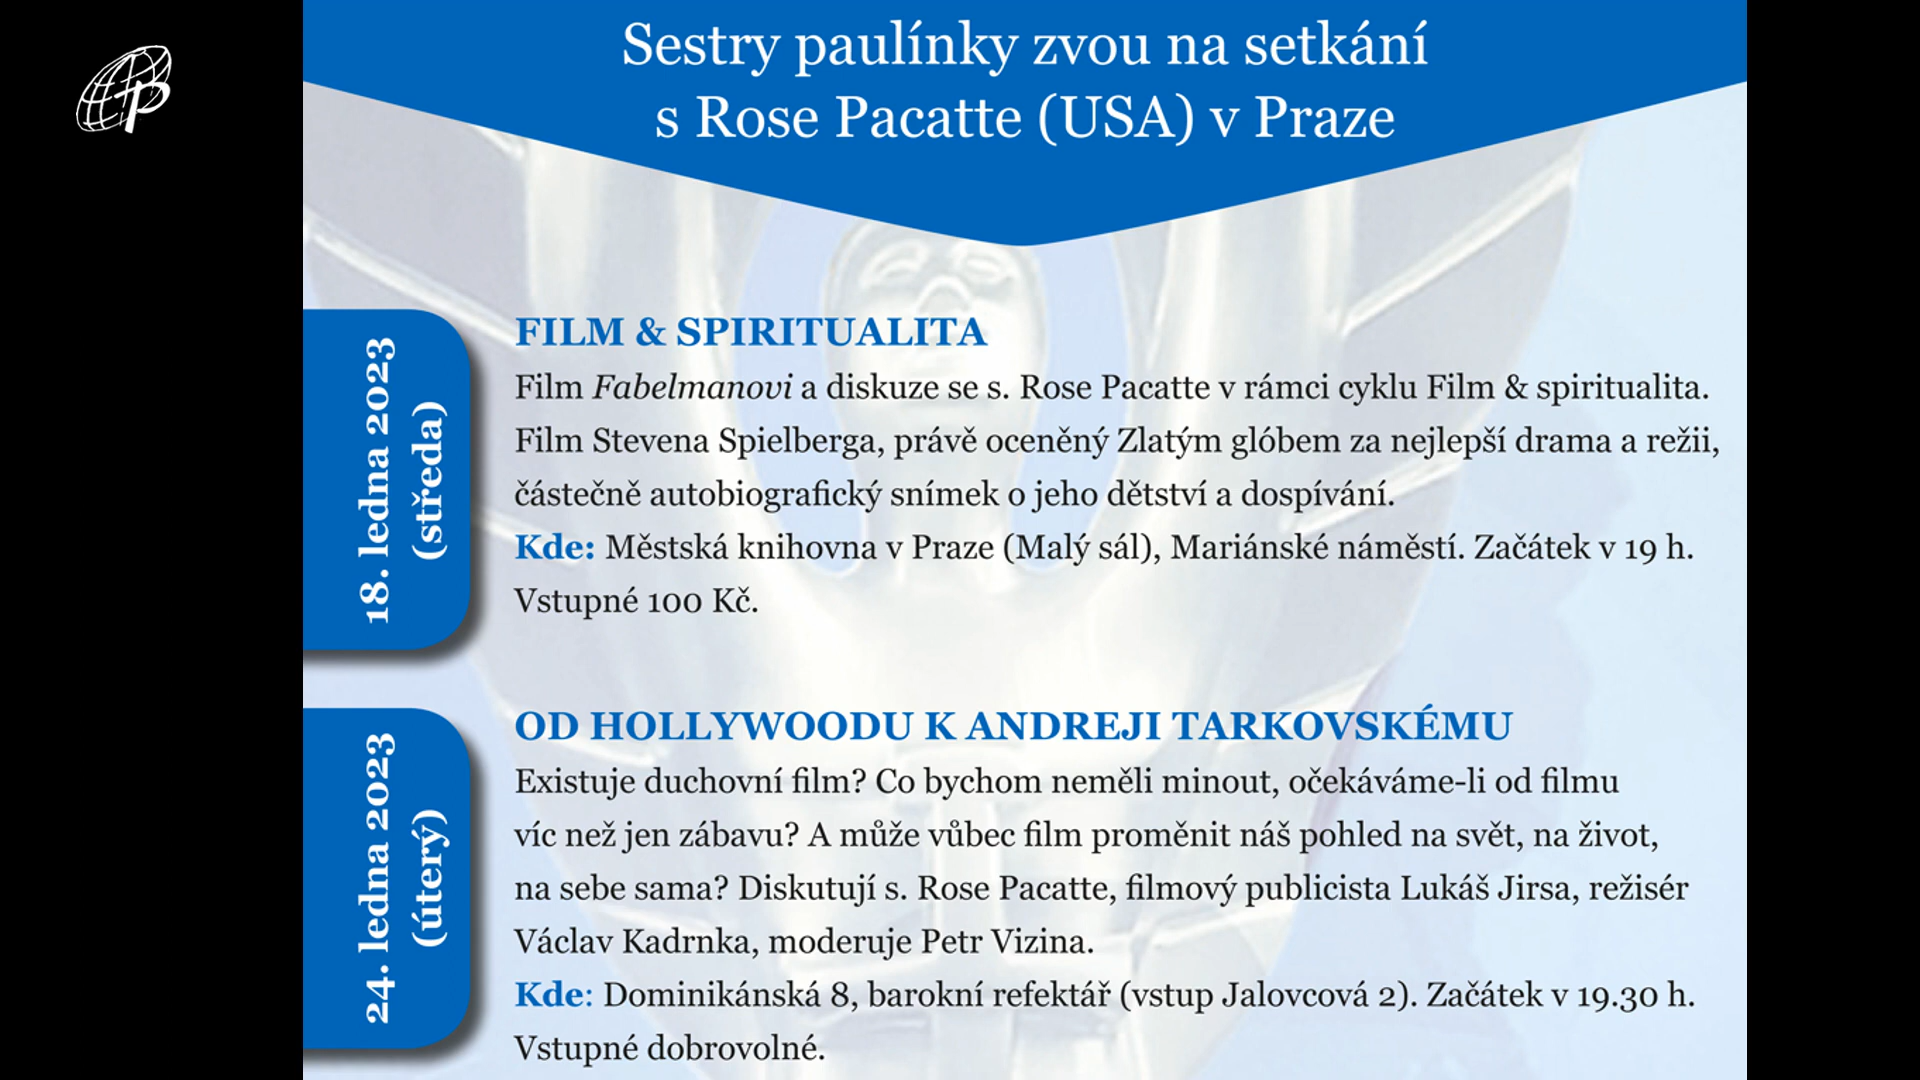 Sestry paulínky zvou na setkání
s Rose Pacatte (USA) v Praze
18. ledna 2023
(středa)
FILM & SPIRITUALITA
Film Fabelmanovi a diskuze se s. Rose Pacatte v rámci cyklu Film & spiritualita.
Film Stevena Spielberga, právě oceněný Zlatým glóbem za nejlepší drama a režii,
částečně autobiografický snímek o jeho dětství a dospívání.
Kde: Městská knihovna v Praze (Malý sál), Mariánské náměstí. Začátek v 19 h.
Vstupné 100 Kč.
24. ledna 2023
(úterý)
OD HOLLYWOODU K ANDREJI TARKOVSKÉMU
Existuje duchovní film? Co bychom neměli minout, očekáváme-li od filmu
víc než jen zábavu? A může vůbec film proměnit náš pohled na svět, na život,
na sebe sama? Diskutují s. Rose Pacatte, filmový publicista Lukáš Jirsa, režisér
Václav Kadrnka, moderuje Petr Vizina.
Kde: Dominikánská 8, barokní refektář (vstup Jalovcová 2). Začátek v 19.30 h.
Vstupné dobrovolné.